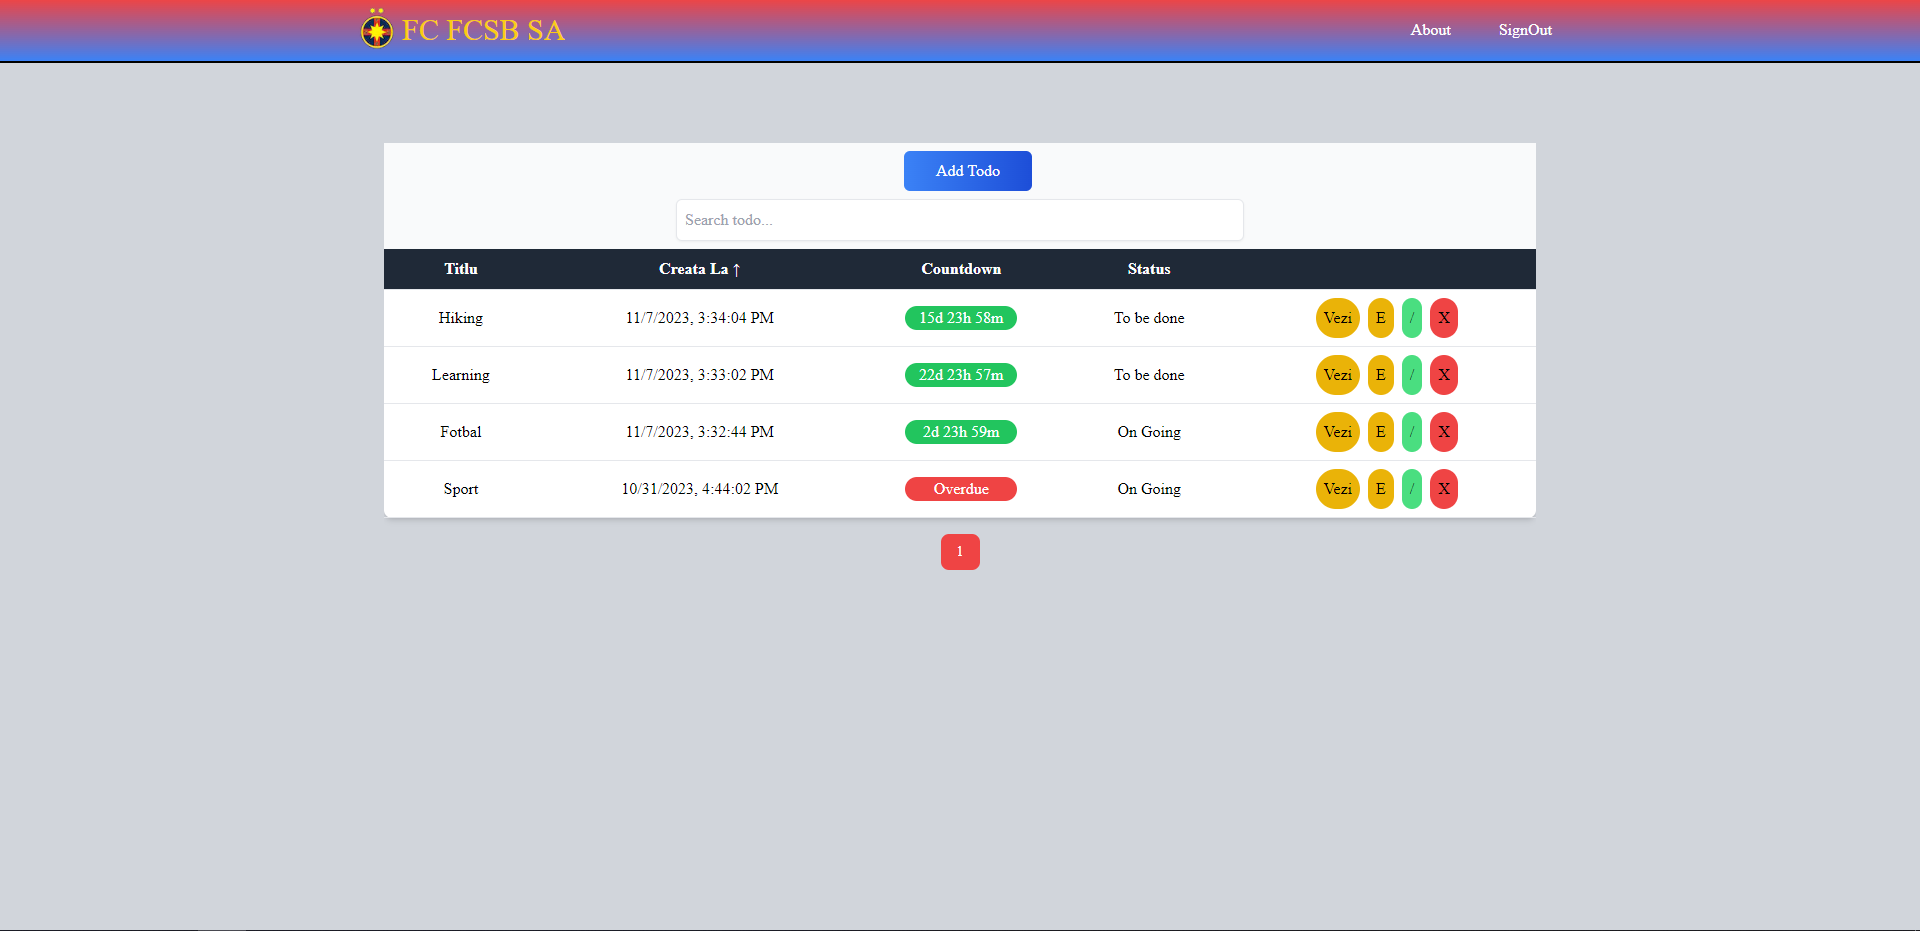 FC FCSB SA About SignOut
Add Todo
Search todo...
Titlu Creata La ↑ Countdown Status
Hiking 11/7/2023, 3:34:04 PM 15d 23h 58m To be done Vezi E / X
Learning 11/7/2023, 3:33:02 PM 22d 23h 57m To be done Vezi E / X
Fotbal 11/7/2023, 3:32:44 PM 2d 23h 59m On Going Vezi E / X
Sport 10/31/2023, 4:44:02 PM Overdue On Going Vezi E / X
1